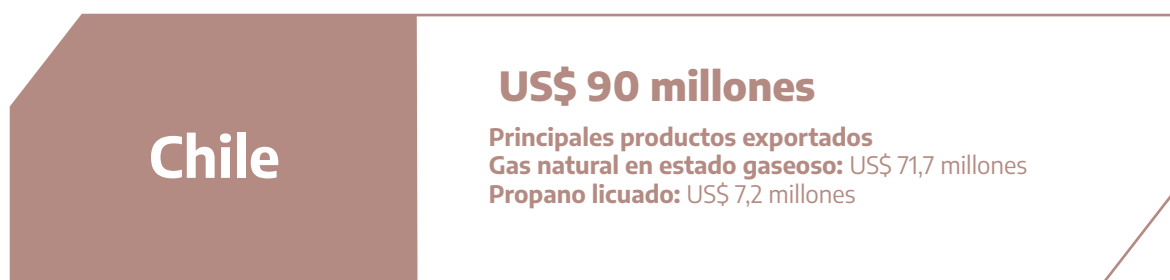 Chile
US$ 90 millones
Principales productos exportados
Gas natural en estado gaseoso: US$ 71,7 millones
Propano licuado: US$ 7,2 millones